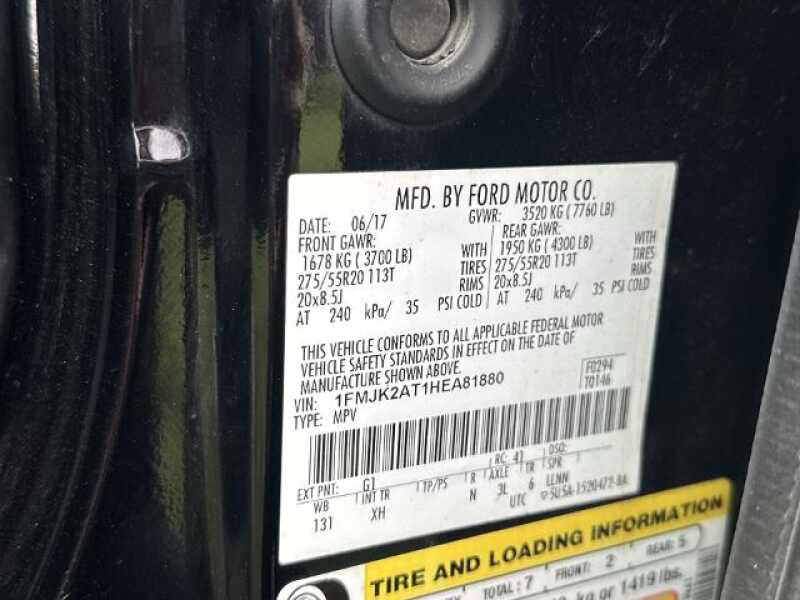 MFD. BY FORD MOTOR CO.
DATE: 06/17 GVWR: 3520 KG (7760 LB)
FRONT GAWR: REAR GAWR:
1678 KG (3700 LB) WITH 1950 KG (4300 LB) WITH
275/55R20 113T TIRES 275/55R20 113T TIRES
20x8.5J RIMS 20x8.5J RIMS
AT 240 kPa/ 35 PSI COLD AT 240 kPa/ 35 PSI COLD
THIS VEHICLE CONFORMS TO ALL APPLICABLE FEDERAL MOTOR
VEHICLE SAFETY STANDARDS IN EFFECT ON THE DATE OF
MANUFACTURE SHOWN ABOVE.
VIN: 1FMJK2AT1HEA81880 F0294
TYPE: MPV T0146
EXT PNT: G1 RC: 41 DSO:
WB INT TR TP/PS R AXLE TR SPR
131 XH N 3L 6 LLNN
UTC
TIRE AND LOADING INFORMATION
TOTAL: 7 FRONT: 2 REAR: 5
kg or 1419 lbs.